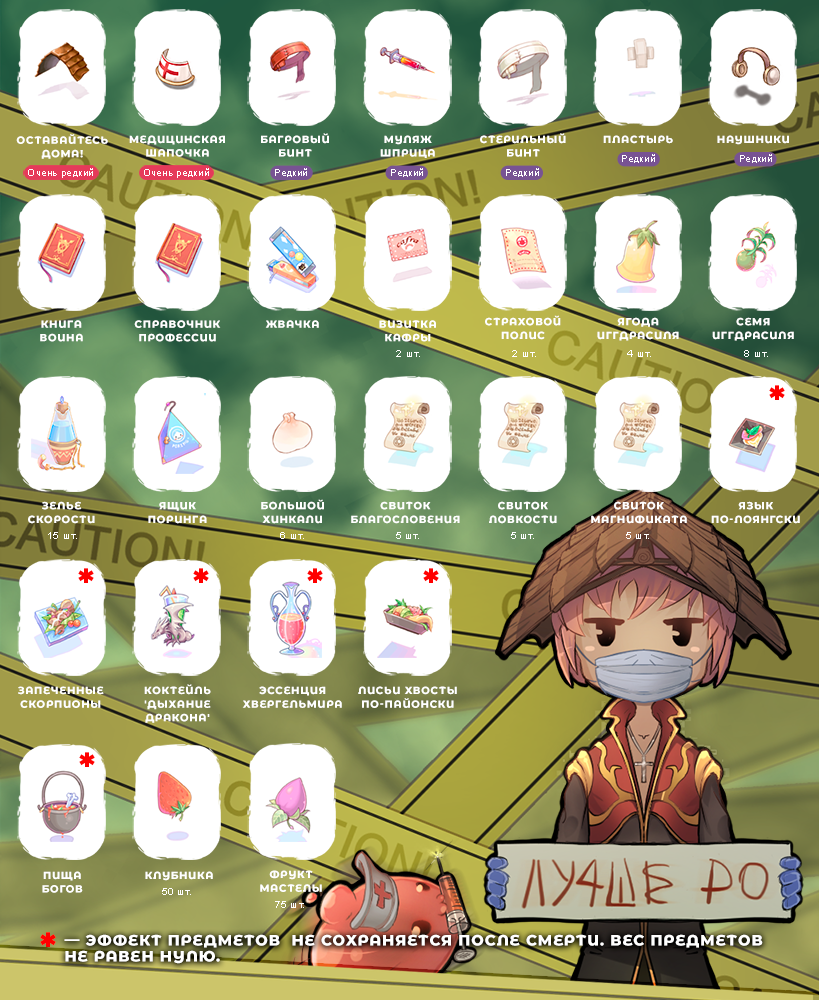 ОСТАВАЙТЕСЬ ДОМА!
Очень редкий
МЕДИЦИНСКАЯ ШАПОЧКА
Очень редкий
БАГРОВЫЙ БИНТ
Редкий
МУЛЯЖ ШПРИЦА
Редкий
СТЕРИЛЬНЫЙ БИНТ
Редкий
ПЛАСТЫРЬ
Редкий
НАУШНИКИ
Редкий
КНИГА ВОИНА
СПРАВОЧНИК ПРОФЕССИИ
ЖВАЧКА
ВИЗИТКА КАФРЫ
2 шт.
СТРАХОВОЙ ПОЛИС
2 шт.
ЯГОДА ИГГДРАСИЛЯ
4 шт.
СЕМЯ ИГГДРАСИЛЯ
8 шт.
ЗЕЛЬЕ СКОРОСТИ
15 шт.
ЯЩИК ПОРИНГА
БОЛЬШОЙ ХИНКАЛИ
6 шт.
СВИТОК БЛАГОСЛОВЕНИЯ
5 шт.
СВИТОК ЛОВКОСТИ
5 шт.
СВИТОК МАГНИФИКАТА
5 шт.
* ЯЗЫК ПО-ЛОЯНГСКИ
* ЗАПЕЧЕННЫЕ СКОРПИОНЫ
* КОКТЕЙЛЬ 'ДЫХАНИЕ ДРАКОНА'
* ЭССЕНЦИЯ ХВЕРГЕЛЬМИРА
* ЛИСЬИ ХВОСТЫ ПО-ПАЙОНСКИ
* ПИЩА БОГОВ
КЛУБНИКА
50 шт.
ФРУКТ МАСТЕЛЫ
75 шт.
CAUTION!
CAUTION!
CAUTION!
CAUTION!
ЛУЧШЕ РО
* — ЭФФЕКТ ПРЕДМЕТОВ НЕ СОХРАНЯЕТСЯ ПОСЛЕ СМЕРТИ. ВЕС ПРЕДМЕТОВ
НЕ РАВЕН НУЛЮ.